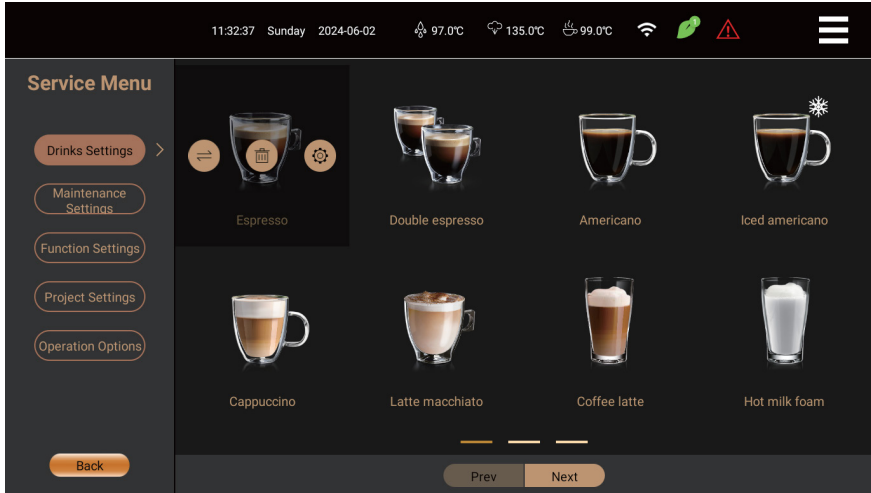 11:32:37 Sunday 2024-06-02 97.0℃ 135.0℃ 99.0℃ 1
Service Menu
Drinks Settings
Maintenance
Settings
Function Settings
Project Settings
Operation Options
Back
Espresso Double espresso Americano Iced americano
Cappuccino Latte macchiato Coffee latte Hot milk foam
Prev Next